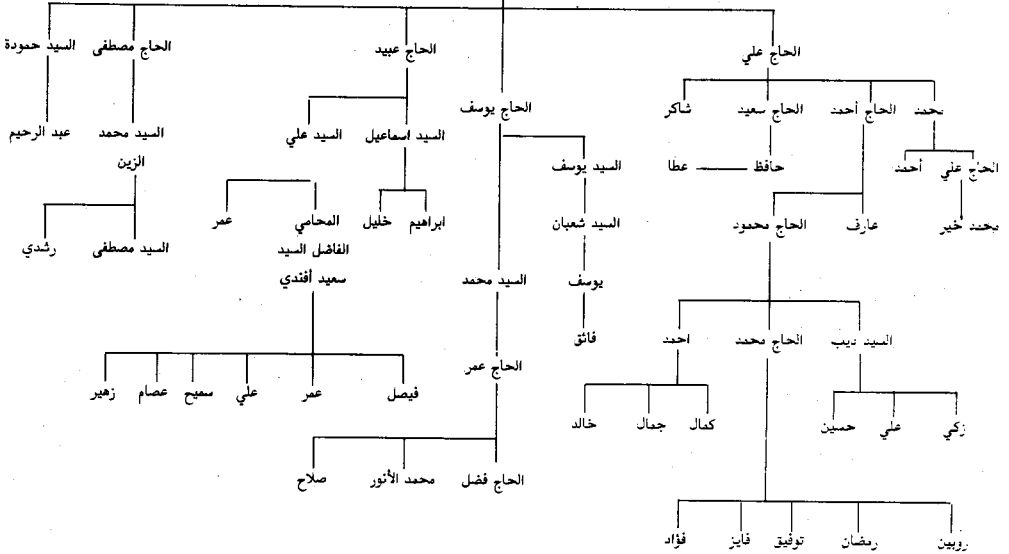 الحاج علي
الحاج عبيد
الحاج مصطفى
السيد حمودة
محمد
الحاج أحمد
الحاج سعيد
شاكر
الحاج يوسف
السيد اسماعيل
السيد علي
السيد محمد
الزين
عبد الرحيم
الحاج علي
أحمد
حافظ
عطا
السيد يوسف
محمد خير
عارف
الحاج محمود
السيد شعبان
ابراهيم
خليل
المحامي
الفاضل السيد
سعيد أفندي
عمر
السيد مصطفى
رشدي
يوسف
السيد محمد
السيد ديب
الحاج محمد
احمد
فائق
الحاج عمر
فيصل
عمر
علي
سميح
عصام
زهير
زكي
علي
حسين
كمال
جمال
خالد
الحاج فضل
محمد الأنور
صلاح
رمضان
توفيق
فايز
فؤاد